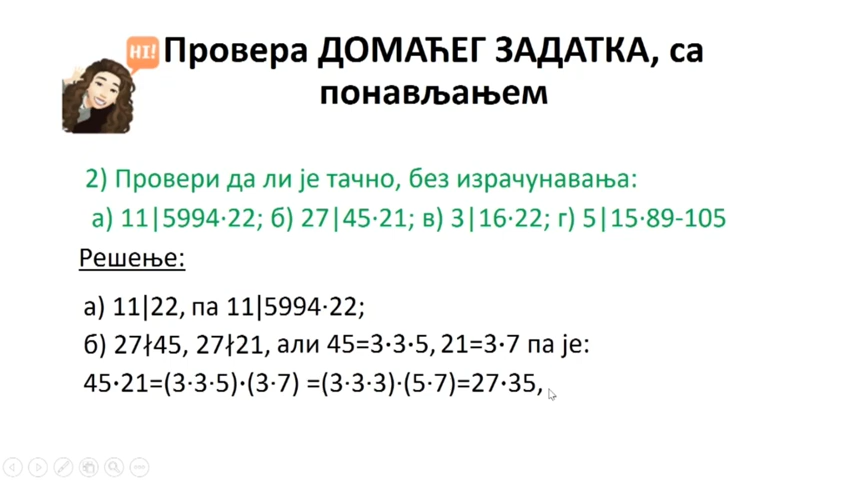 HI!
Провера ДОМАЋЕГ ЗАДАТКА, са
понављањем
2) Провери да ли је тачно, без израчунавања:
а) 11|5994·22; б) 27|45·21; в) 3|16·22; г) 5|15·89-105
Решење:
а) 11|22, па 11|5994·22;
б) 27∤45, 27∤21, али 45=3·3·5, 21=3·7 па је:
45·21=(3·3·5)·(3·7) =(3·3·3)·(5·7)=27·35,